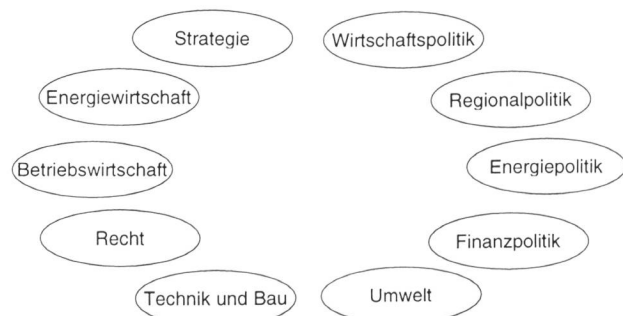 Strategie
Wirtschaftspolitik
Energiewirtschaft
Regionalpolitik
Betriebswirtschaft
Energiepolitik
Recht
Finanzpolitik
Technik und Bau
Umwelt